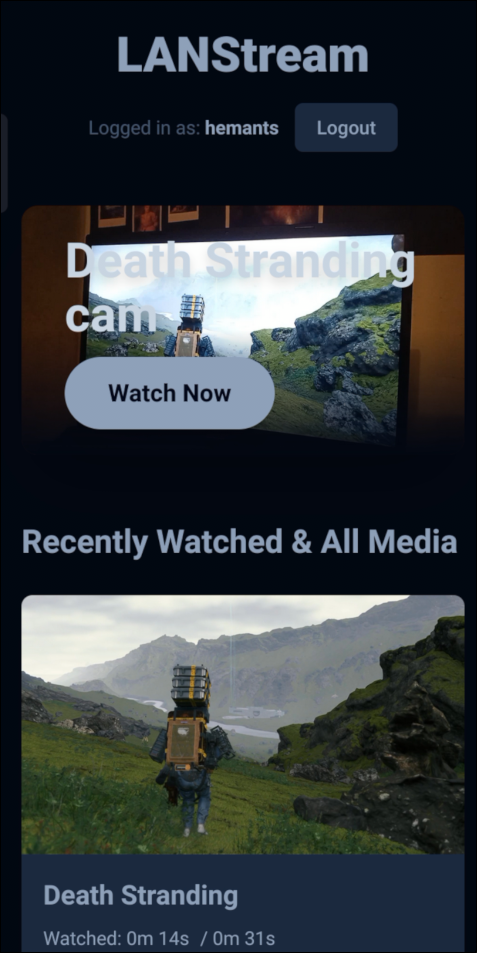 LANStream
Logged in as: hemants Logout
Death Stranding
cam
Watch Now
Recently Watched & All Media
Death Stranding
Watched: 0m 14s / 0m 31s